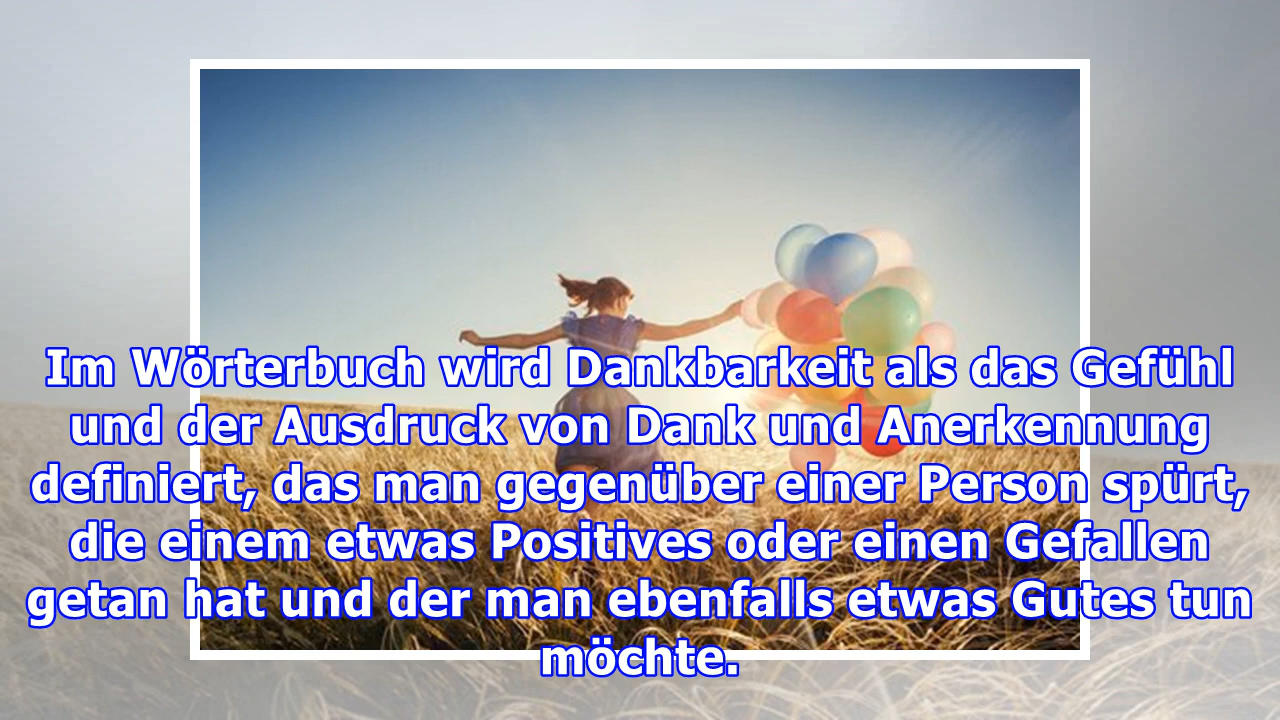 Im Wörterbuch wird Dankbarkeit als das Gefühl
und der Ausdruck von Dank und Anerkennung
definiert, das man gegenüber einer Person spürt,
die einem etwas Positives oder einen Gefallen
getan hat und der man ebenfalls etwas Gutes tun
möchte.